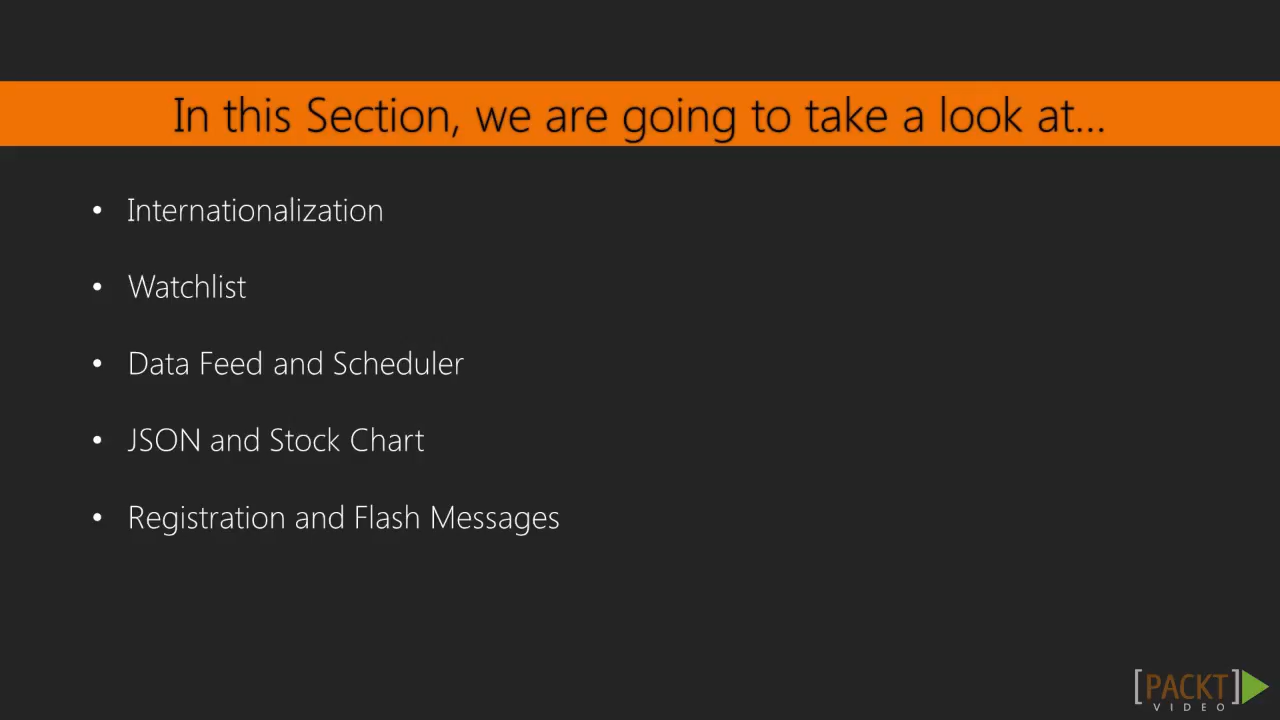 In this Section, we are going to take a look at...
• Internationalization
• Watchlist
• Data Feed and Scheduler
• JSON and Stock Chart
• Registration and Flash Messages
[PACKT]
VIDEO